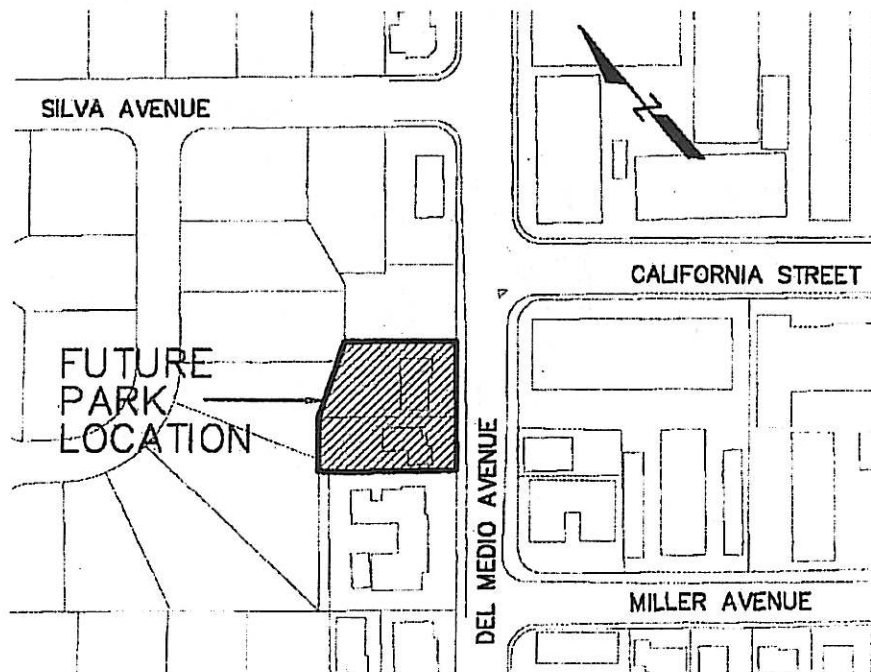 SILVA AVENUE
CALIFORNIA STREET
FUTURE
PARK
LOCATION
DEL MEDIO AVENUE
MILLER AVENUE
Z